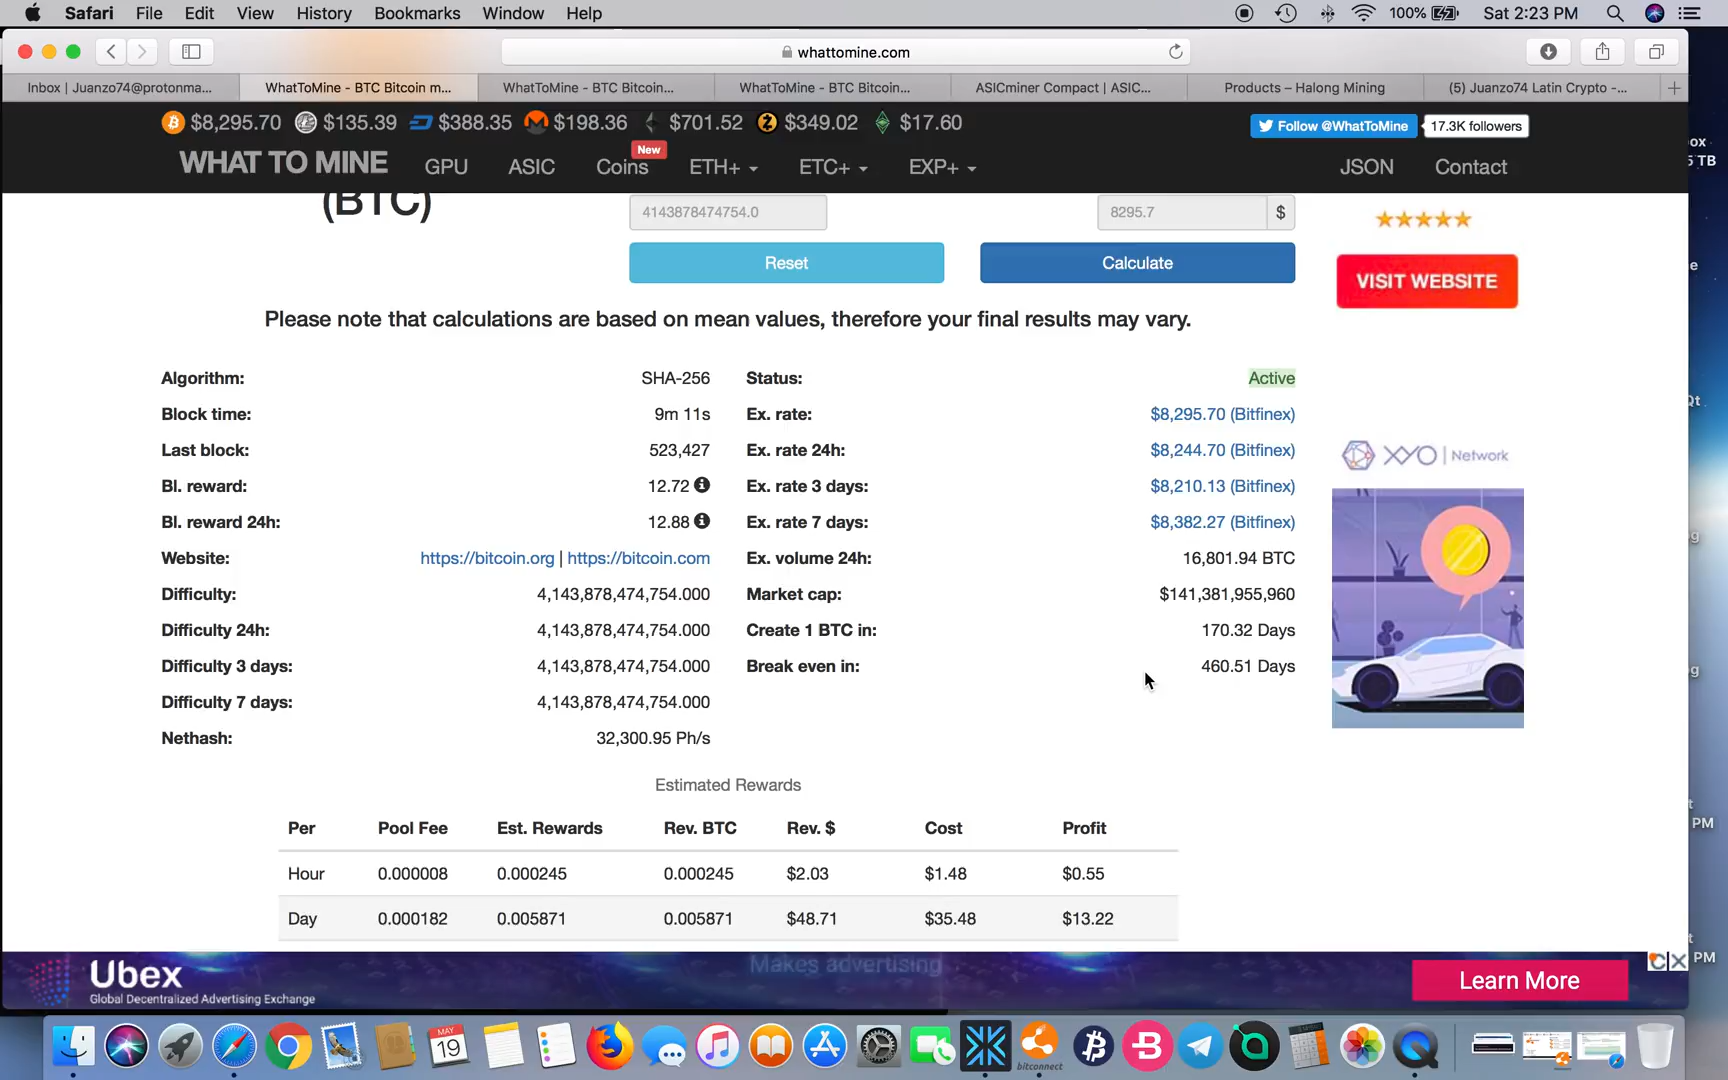 Safari File Edit View History Bookmarks Window Help 100% Sat 2:23 PM
whattomine.com
Inbox | Juanzo74@protonma... WhatToMine - BTC Bitcoin m... WhatToMine - BTC Bitcoin... WhatToMine - BTC Bitcoin... ASICminer Compact | ASIC... Products – Halong Mining (5) Juanzo74 Latin Crypto -...
$8,295.70 $135.39 $388.35 $198.36 $701.52 $349.02 $17.60 Follow @WhatToMine 17.3K followers
WHAT TO MINE GPU ASIC Coins New ETH+ ETC+ EXP+ JSON Contact
(BTC) 4143878474754.0 8295.7 $
Reset Calculate VISIT WEBSITE
Please note that calculations are based on mean values, therefore your final results may vary.
Algorithm: SHA-256 Status: Active
Block time: 9m 11s Ex. rate: $8,295.70 (Bitfinex)
Last block: 523,427 Ex. rate 24h: $8,244.70 (Bitfinex)
XYO | Network
Bl. reward: 12.72 Ex. rate 3 days: $8,210.13 (Bitfinex)
Bl. reward 24h: 12.88 Ex. rate 7 days: $8,382.27 (Bitfinex)
Website: https://bitcoin.org | https://bitcoin.com Ex. volume 24h: 16,801.94 BTC
Difficulty: 4,143,878,474,754.000 Market cap: $141,381,955,960
Difficulty 24h: 4,143,878,474,754.000 Create 1 BTC in: 170.32 Days
Difficulty 3 days: 4,143,878,474,754.000 Break even in: 460.51 Days
Difficulty 7 days: 4,143,878,474,754.000
Nethash: 32,300.95 Ph/s
Estimated Rewards
Per Pool Fee Est. Rewards Rev. BTC Rev. $ Cost Profit
Hour 0.000008 0.000245 0.000245 $2.03 $1.48 $0.55
Day 0.000182 0.005871 0.005871 $48.71 $35.48 $13.22
Ubex Makes advertising Learn More
Global Decentralized Advertising Exchange
ox
5 TB
e
Qt
g
g
t
PM
t
PM
MAY
19
bitconnect